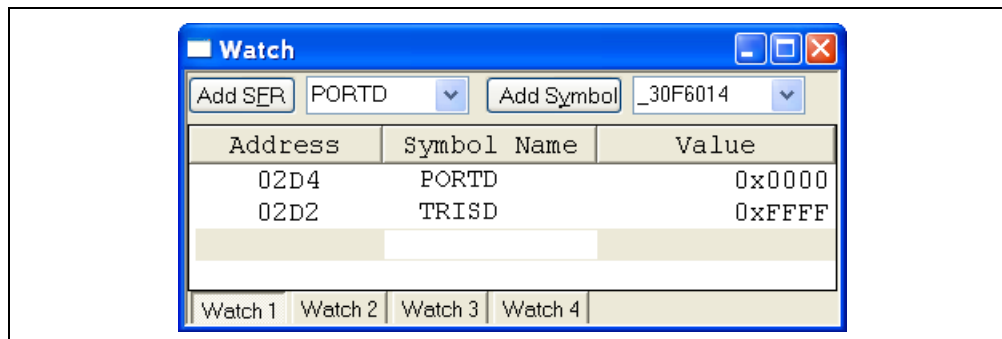 Watch
Add SFR PORTD Add Symbol _30F6014
Address Symbol Name Value
02D4 PORTD 0x0000
02D2 TRISD 0xFFFF
Watch 1 Watch 2 Watch 3 Watch 4